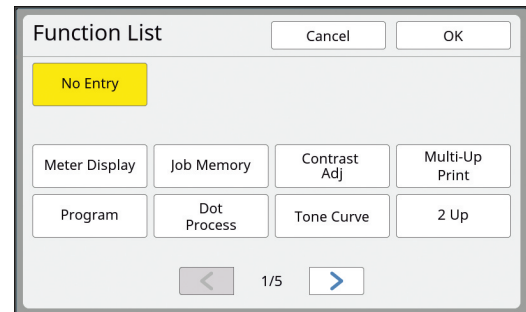 Function List
Cancel
OK
No Entry
Meter Display
Job Memory
Contrast
Adj
Multi-Up
Print
Program
Dot
Process
Tone Curve
2 Up
1/5